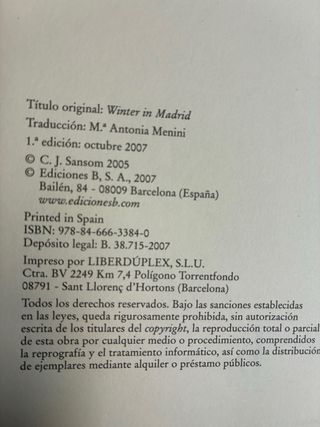 Título original: Winter in Madrid
Traducción: M.ª Antonia Menini
1.ª edición: octubre 2007
© C. J. Sansom 2005
© Ediciones B, S. A., 2007
Bailén, 84 - 08009 Barcelona (España)
www.edicionesb.com
Printed in Spain
ISBN: 978-84-666-3384-0
Depósito legal: B. 38.715-2007
Impreso por LIBERDÚPLEX, S.L.U.
Ctra. BV 2249 Km 7,4 Polígono Torrentfondo
08791 - Sant Llorenç d'Hortons (Barcelona)
Todos los derechos reservados. Bajo las sanciones establecidas
en las leyes, queda rigurosamente prohibida, sin autorización
escrita de los titulares del copyright, la reproducción total o parcial
de esta obra por cualquier medio o procedimiento, comprendidos
la reprografía y el tratamiento informático, así como la distribución
de ejemplares mediante alquiler o préstamo públicos.